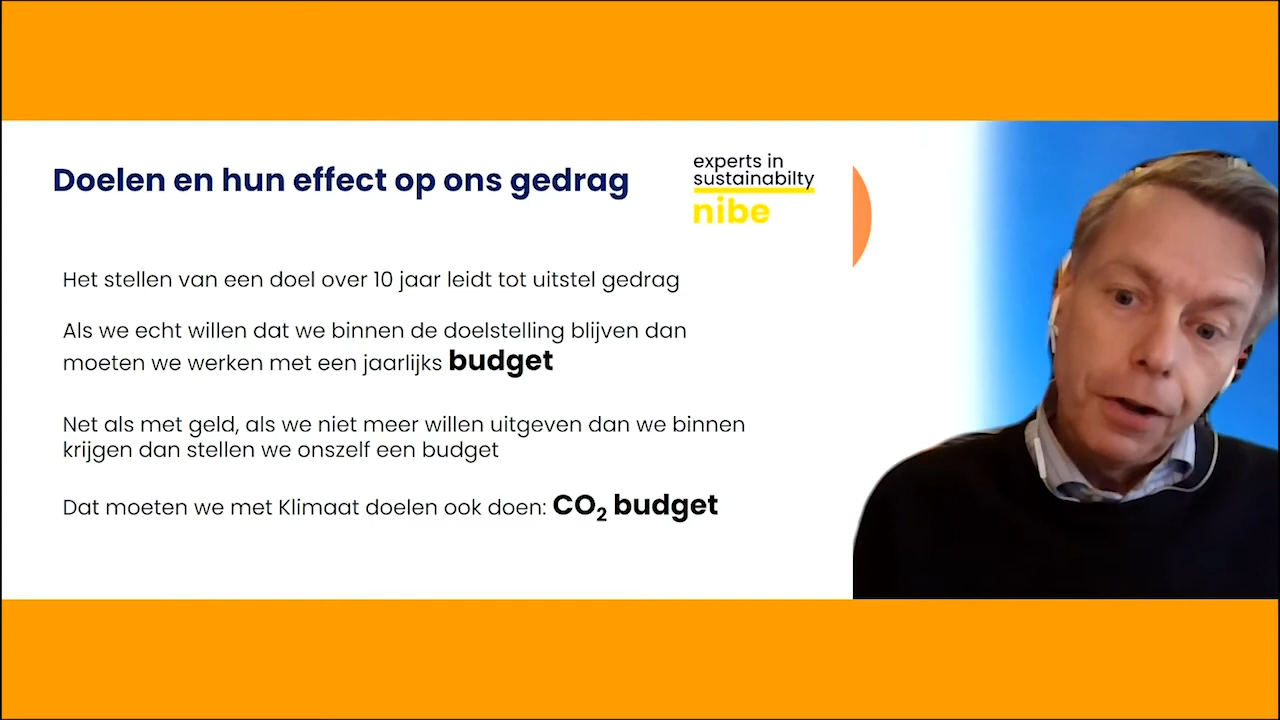 Doelen en hun effect op ons gedrag
experts in
sustainabilty
nibe
Het stellen van een doel over 10 jaar leidt tot uitstel gedrag
Als we echt willen dat we binnen de doelstelling blijven dan
moeten we werken met een jaarlijks budget
Net als met geld, als we niet meer willen uitgeven dan we binnen
krijgen dan stellen we onszelf een budget
Dat moeten we met Klimaat doelen ook doen: CO₂ budget